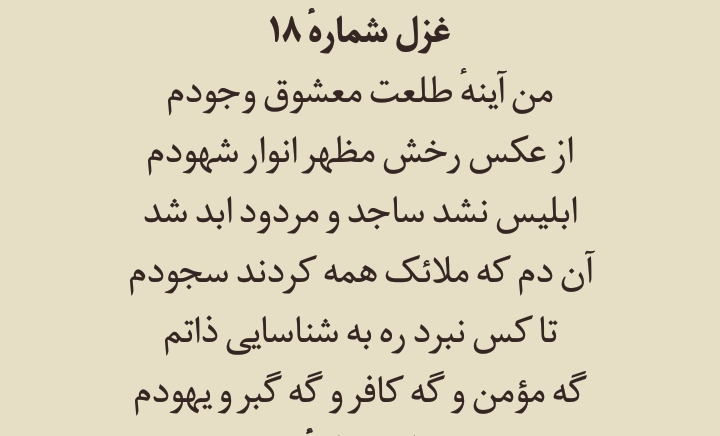 غزل شمارهٔ ۱۸
من آینهٔ طلعت معشوق وجودم
از عکس رخش مظهر انوار شهودم
ابلیس نشد ساجد و مردود ابد شد
آن دم که ملائک همه کردند سجودم
تا کس نبرد ره به شناسایی ذاتم
گه مؤمن و گه کافر و گه گبر و یهودم